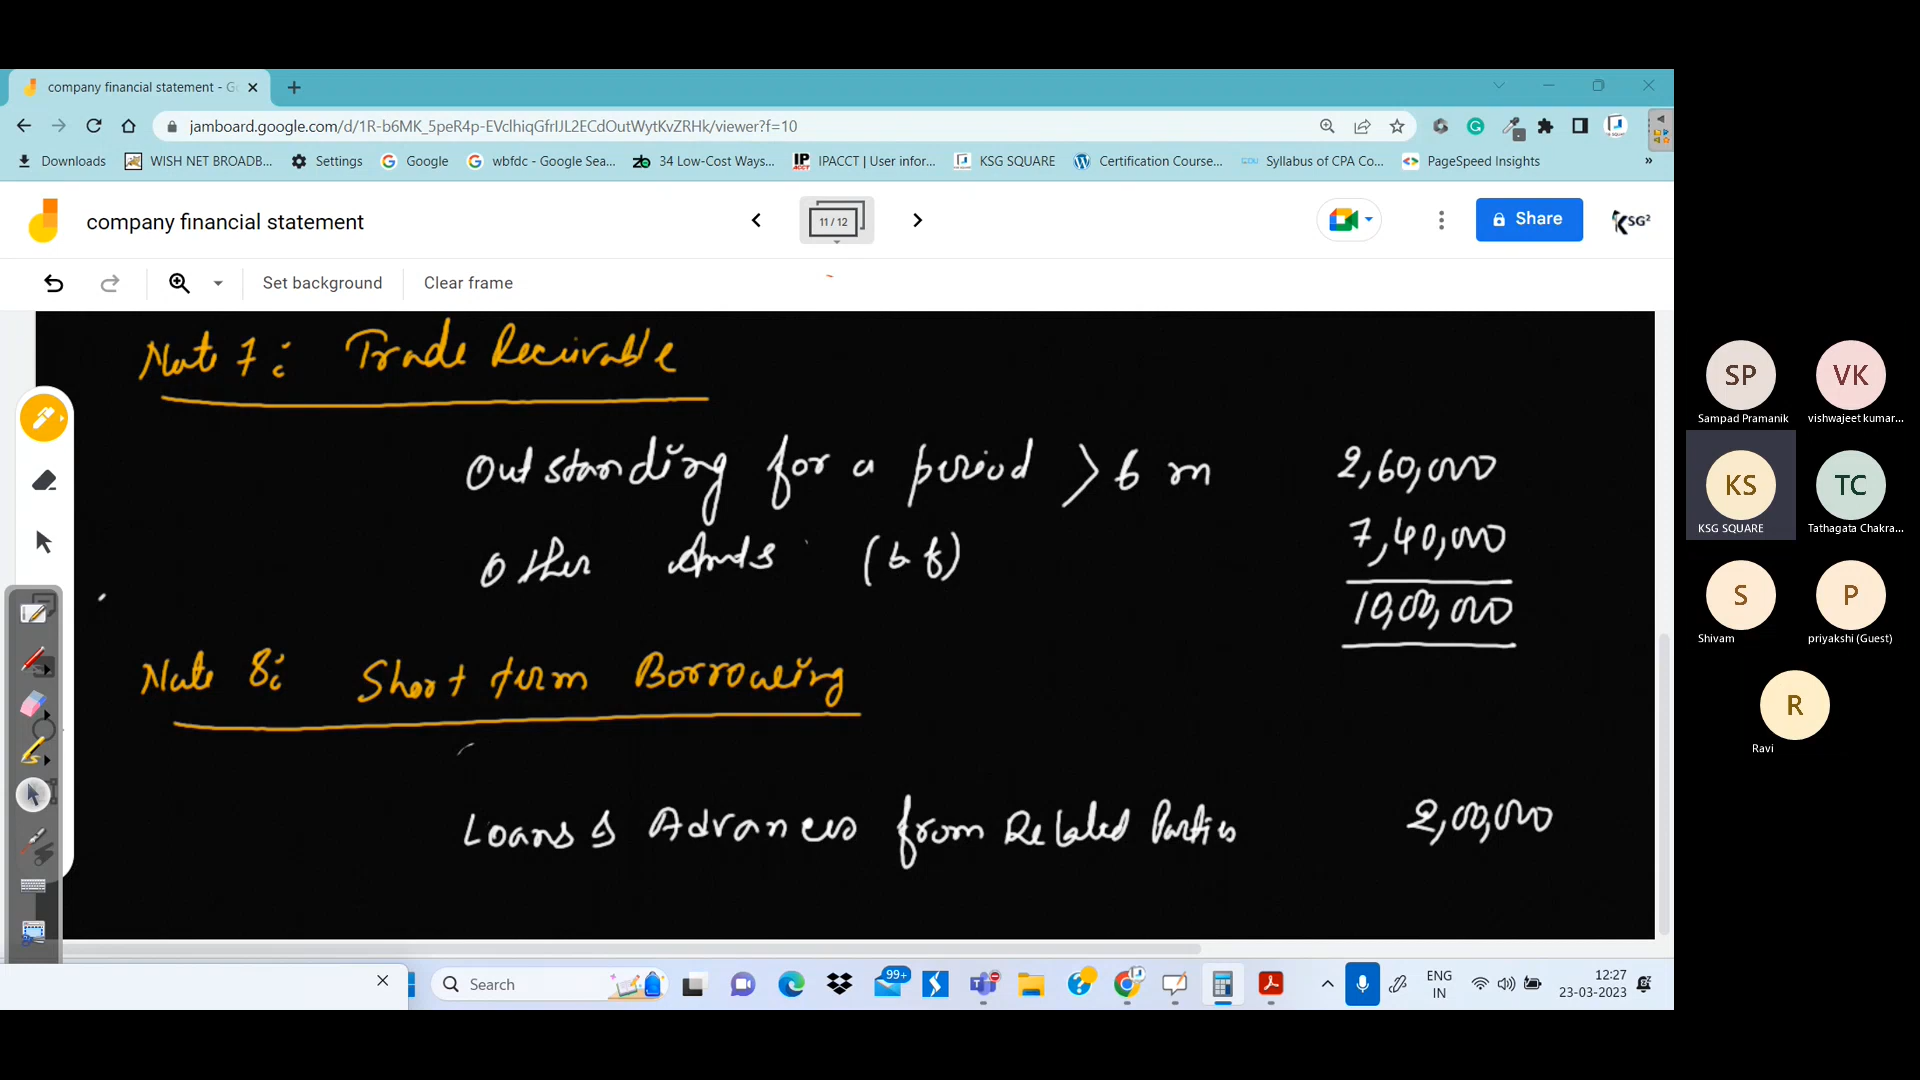 company financial statement - G
jamboard.google.com/d/1R-b6MK_5peR4p-EVclhiqGfrIJL2ECdOutWytKvZRHk/viewer?f=10
Downloads WISH NET BROADB... Settings Google wbfdc - Google Sea... 34 Low-Cost Ways... IPACCT | User infor... KSG SQUARE Certification Course... Syllabus of CPA Co... PageSpeed Insights »
company financial statement
11 / 12
Share
KSG²
Set background Clear frame
Note 7: Trade Recivable
Outstanding for a period > 6 m 2,60,000
Other Amts (b f) 7,40,000
10,00,000
Note 8: Short term Borrowing
Loans & Advances from Related Parties 2,00,000
SP
Sampad Pramanik
VK
vishwajeet kumar...
KS
KSG SQUARE
TC
Tathagata Chakra...
S
Shivam
P
priyakshi (Guest)
R
Ravi
Search
99+
ENG
IN
12:27
23-03-2023